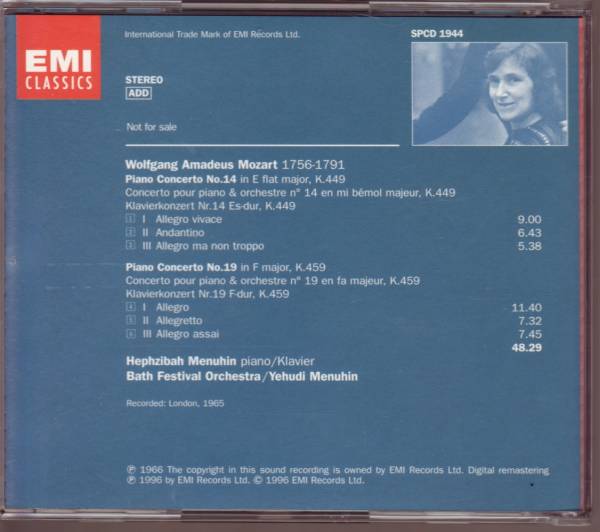 EMI
CLASSICS
International Trade Mark of EMI Records Ltd.
SPCD 1944
STEREO
ADD
Not for sale
Wolfgang Amadeus Mozart 1756-1791
Piano Concerto No.14 in E flat major, K.449
Concerto pour piano & orchestre n° 14 en mi bémol majeur, K.449
Klavierkonzert Nr.14 Es-dur, K.449
1 I Allegro vivace 9.00
2 II Andantino 6.43
3 III Allegro ma non troppo 5.38
Piano Concerto No.19 in F major, K.459
Concerto pour piano & orchestre n° 19 en fa majeur, K.459
Klavierkonzert Nr.19 F-dur, K.459
4 I Allegro 11.40
5 II Allegretto 7.32
6 III Allegro assai 7.45
48.29
Hephzibah Menuhin piano/Klavier
Bath Festival Orchestra/Yehudi Menuhin
Recorded: London, 1965
℗ 1966 The copyright in this sound recording is owned by EMI Records Ltd. Digital remastering
℗ 1996 by EMI Records Ltd. © 1996 EMI Records Ltd.